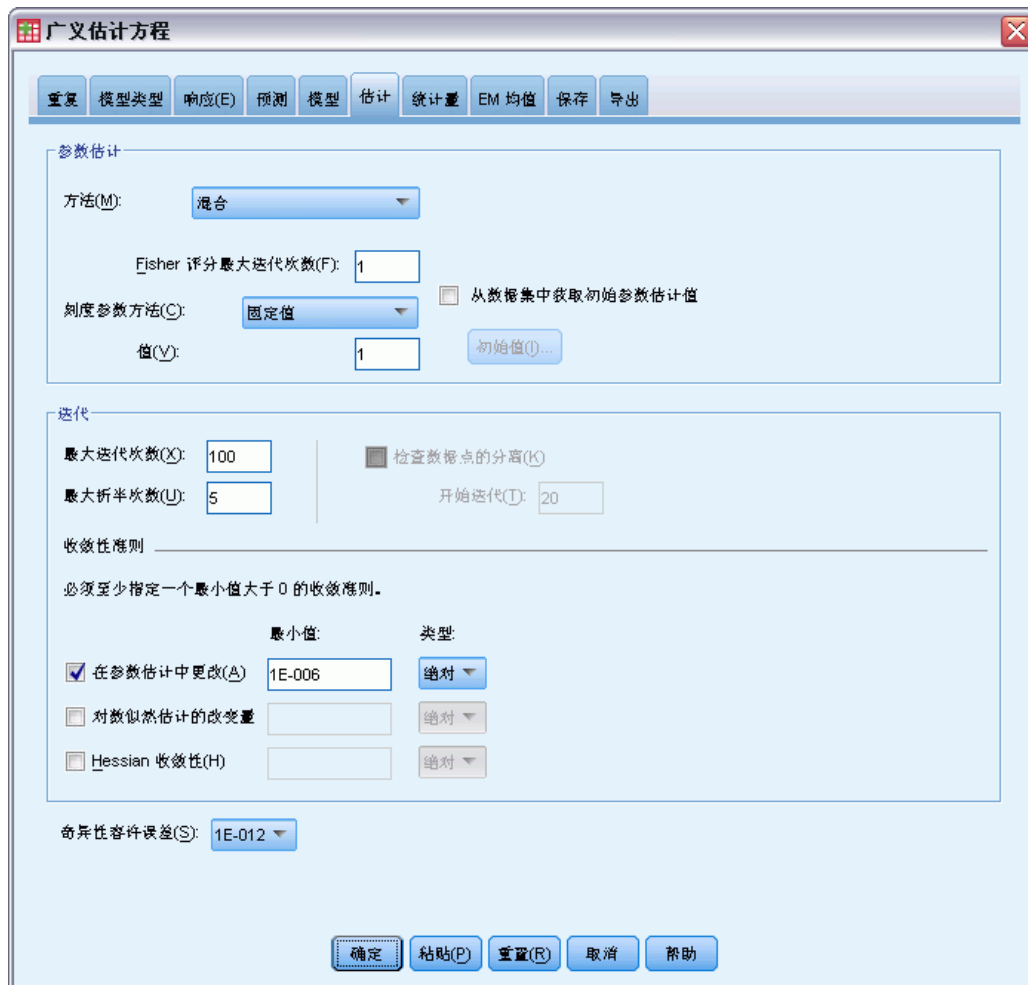 广义估计方程
重复 模型类型 响应(E) 预测 模型 估计 统计量 EM 均值 保存 导出
参数估计
方法(M): 混合
Fisher 评分最大迭代次数(F): 1
从数据集中获取初始参数估计值
刻度参数方法(C): 固定值
值(V): 1
初始值(I)...
迭代
最大迭代次数(X): 100
检查数据点的分离(K)
最大折半次数(U): 5
开始迭代(T): 20
收敛性准则
必须至少指定一个最小值大于 0 的收敛准则。
最小值: 类型:
在参数估计中更改(A) 1E-006 绝对
对数似然估计的改变量 绝对
Hessian 收敛性(H) 绝对
奇异性容许误差(S): 1E-012
确定 粘贴(P) 重置(R) 取消 帮助